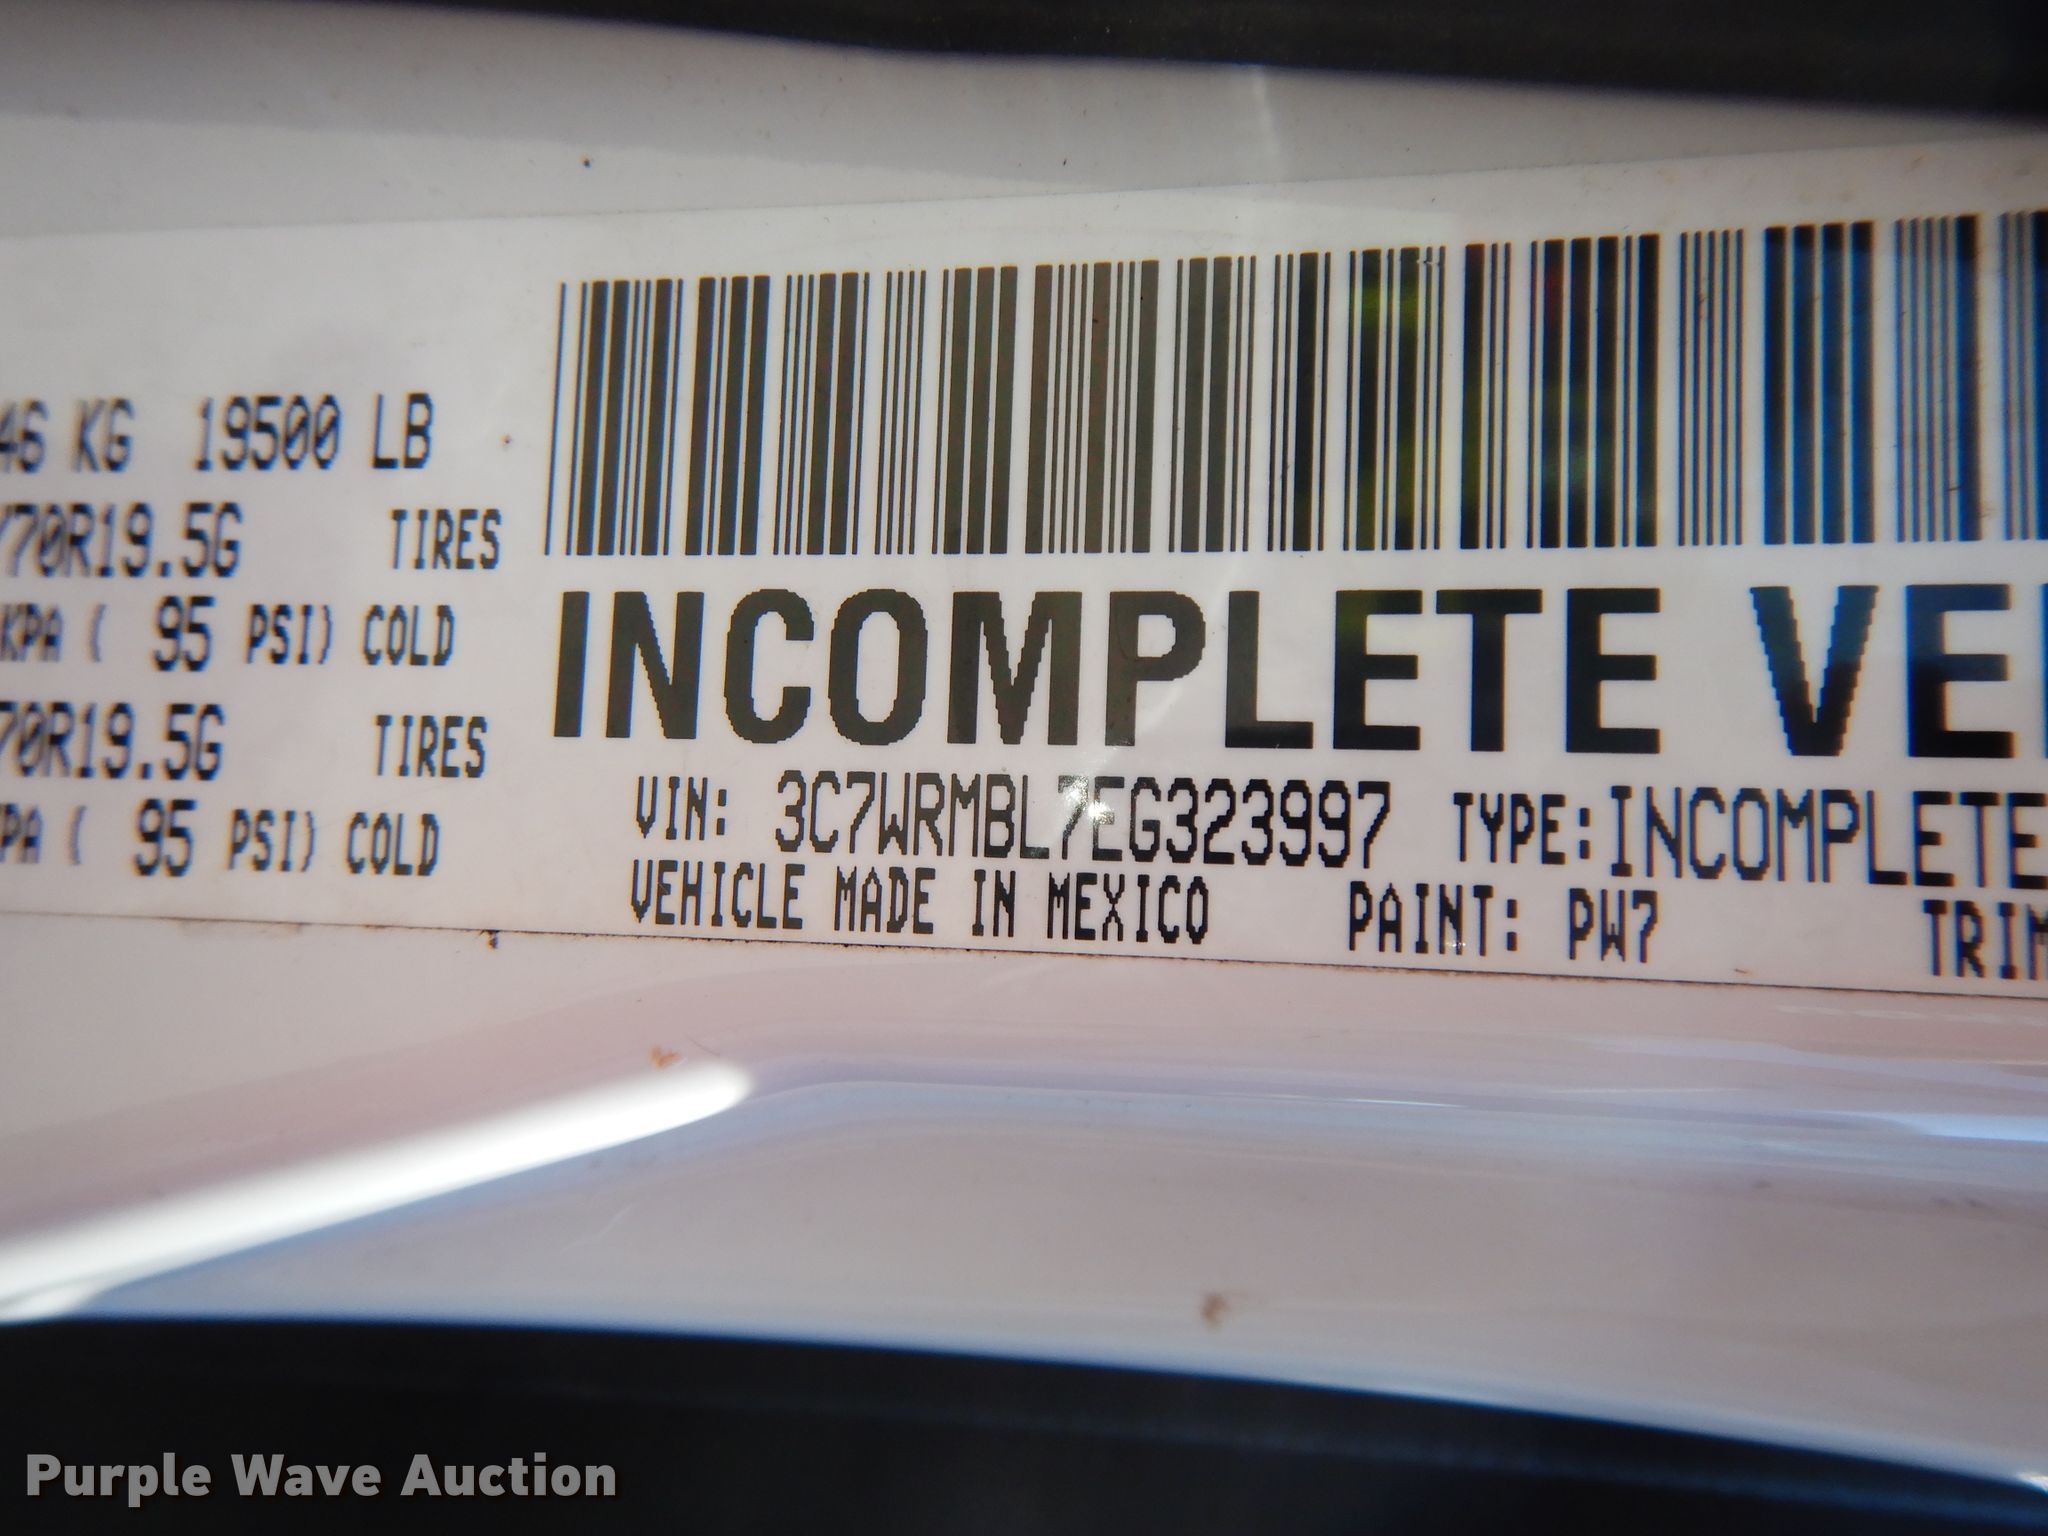 46 KG 19500 LB
/70R19.5G TIRES
KPA ( 95 PSI) COLD
70R19.5G TIRES
PA ( 95 PSI) COLD
INCOMPLETE VE
VIN: 3C7WRMBL7EG323997 TYPE:INCOMPLETE
VEHICLE MADE IN MEXICO PAINT: PW7 TRIM
Purple Wave Auction